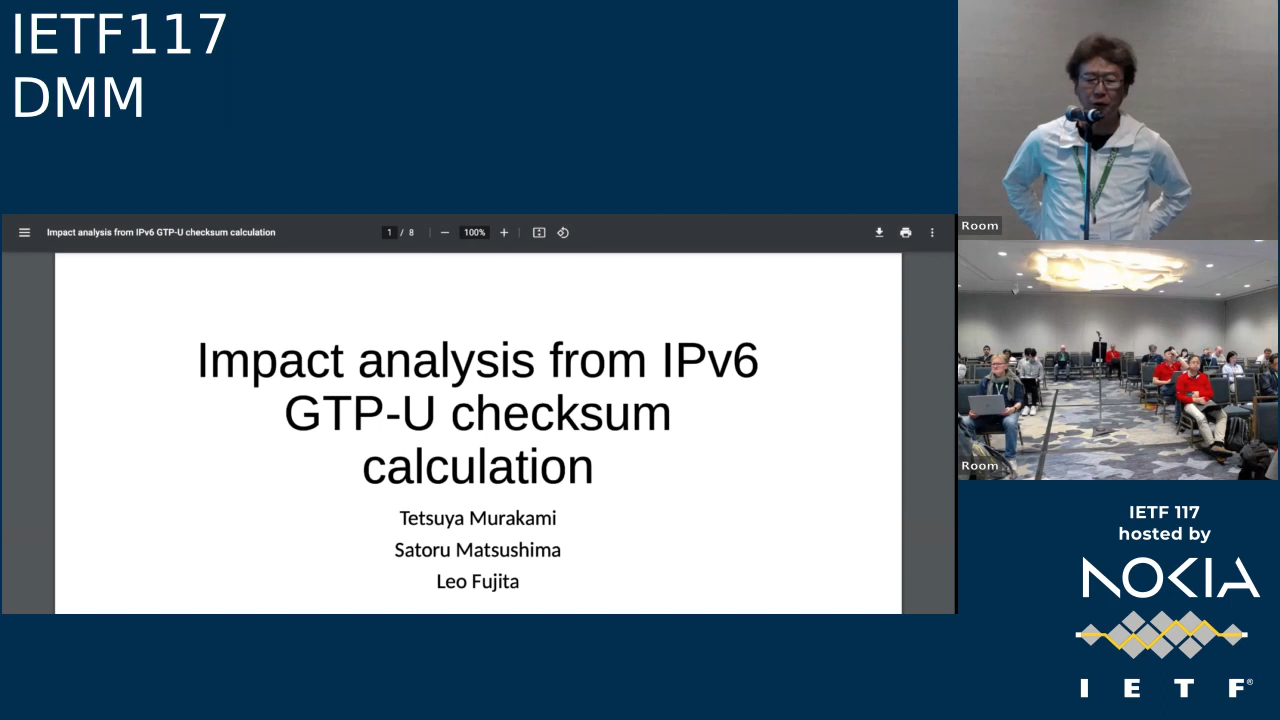 IETF117
DMM
Impact analysis from IPv6 GTP-U checksum calculation
1 / 8
100%
Impact analysis from IPv6
GTP-U checksum
calculation
Tetsuya Murakami
Satoru Matsushima
Leo Fujita
Room
Room
IETF 117
hosted by
NOKIA
I E T F®